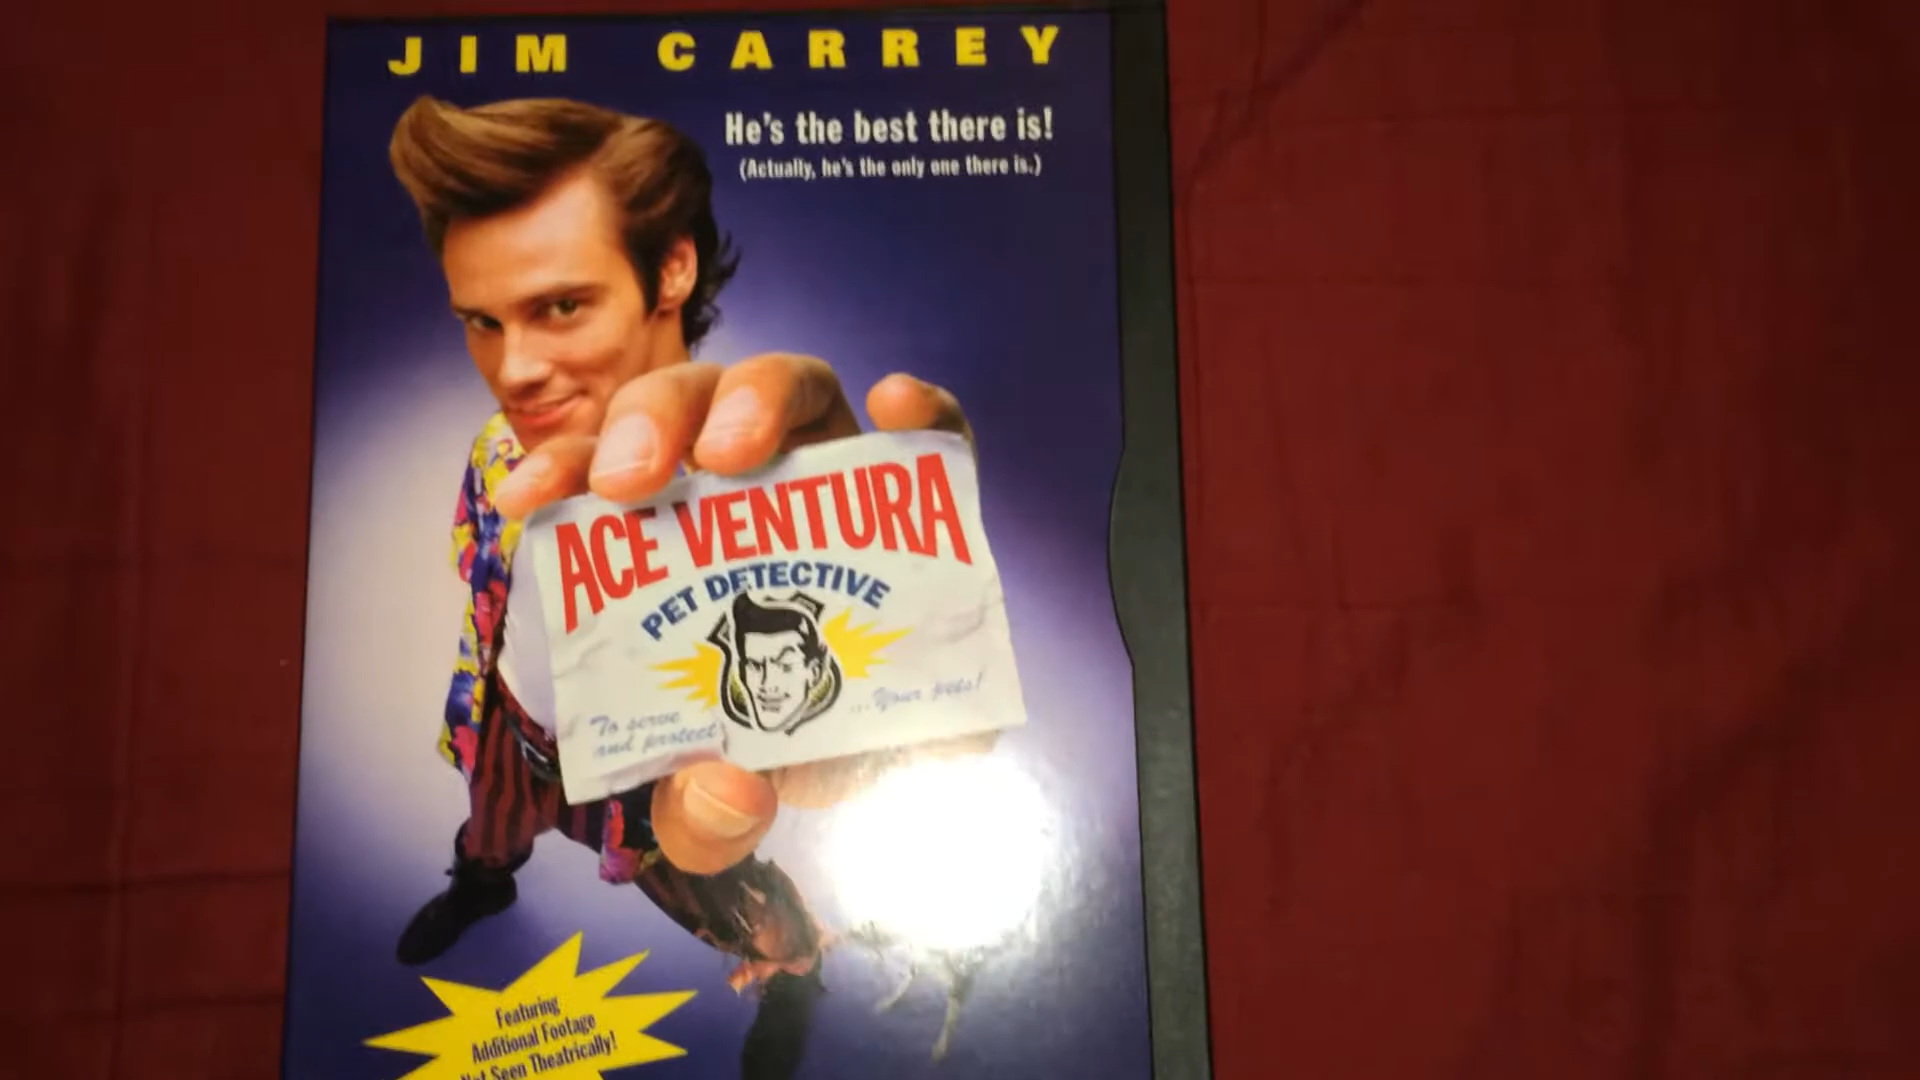 JIM CARREY
He's the best there is!
(Actually, he's the only one there is.)
ACE VENTURA
PET DETECTIVE
To serve
and protect
...Your pets!
Featuring
Additional Footage
Not Seen Theatrically!